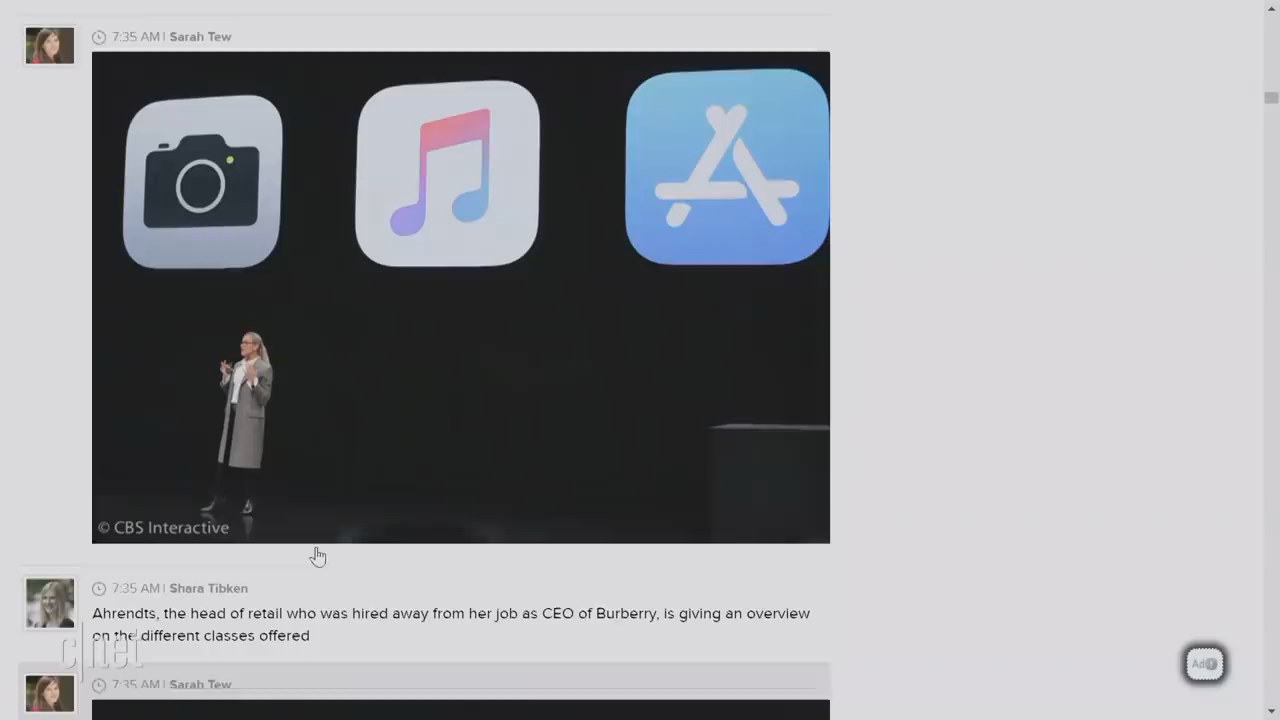 7:35 AM | Sarah Tew
© CBS Interactive
7:35 AM | Shara Tibken
Ahrendts, the head of retail who was hired away from her job as CEO of Burberry, is giving an overview
on the different classes offered
c|net
7:35 AM | Sarah Tew
Ad